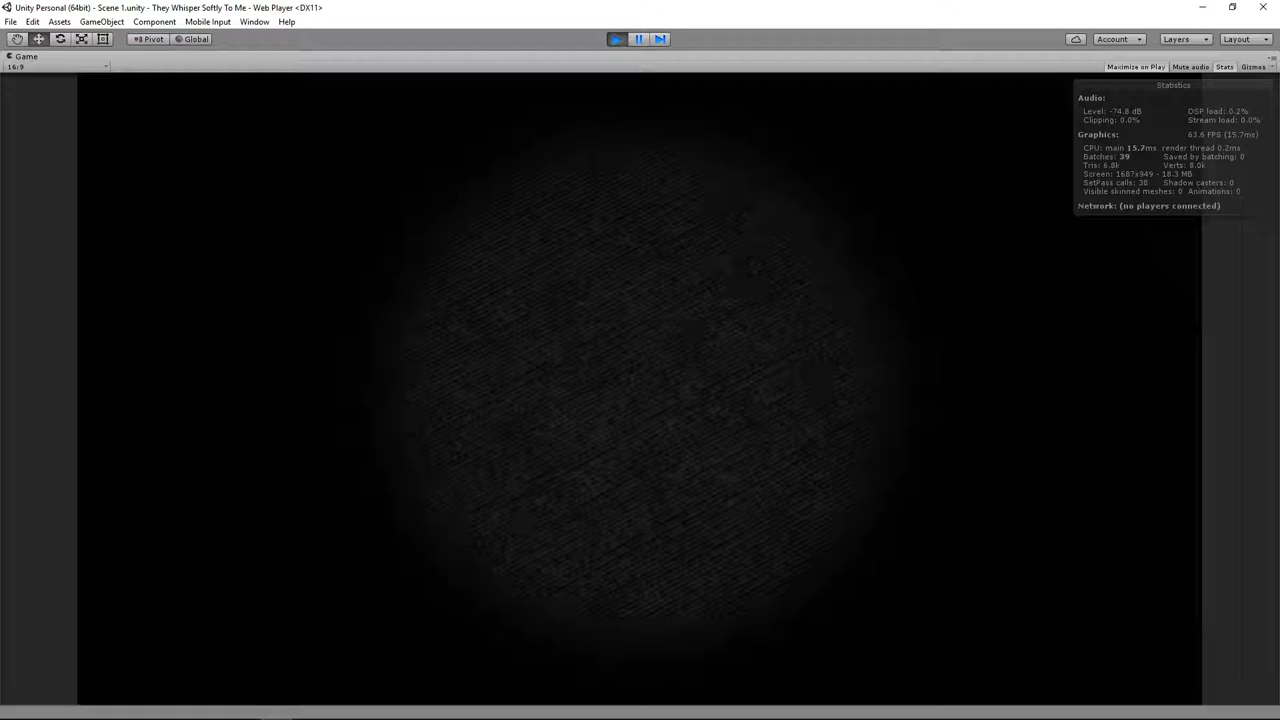 Unity Personal (64bit) - Scene 1.unity - They Whisper Softly To Me - Web Player <DX11>
File Edit Assets GameObject Component Mobile Input Window Help
Pivot Global Account Layers Layout
Game
16:9 Maximize on Play Mute audio Stats Gizmos
Statistics
Audio:
Level: -74.8 dB DSP load: 0.2%
Clipping: 0.0% Stream load: 0.0%
Graphics: 63.6 FPS (15.7ms)
CPU: main 15.7ms render thread 0.2ms
Batches: 39 Saved by batching: 0
Tris: 6.8k Verts: 8.0k
Screen: 1687x949 - 18.3 MB
SetPass calls: 38 Shadow casters: 0
Visible skinned meshes: 0 Animations: 0
Network: (no players connected)